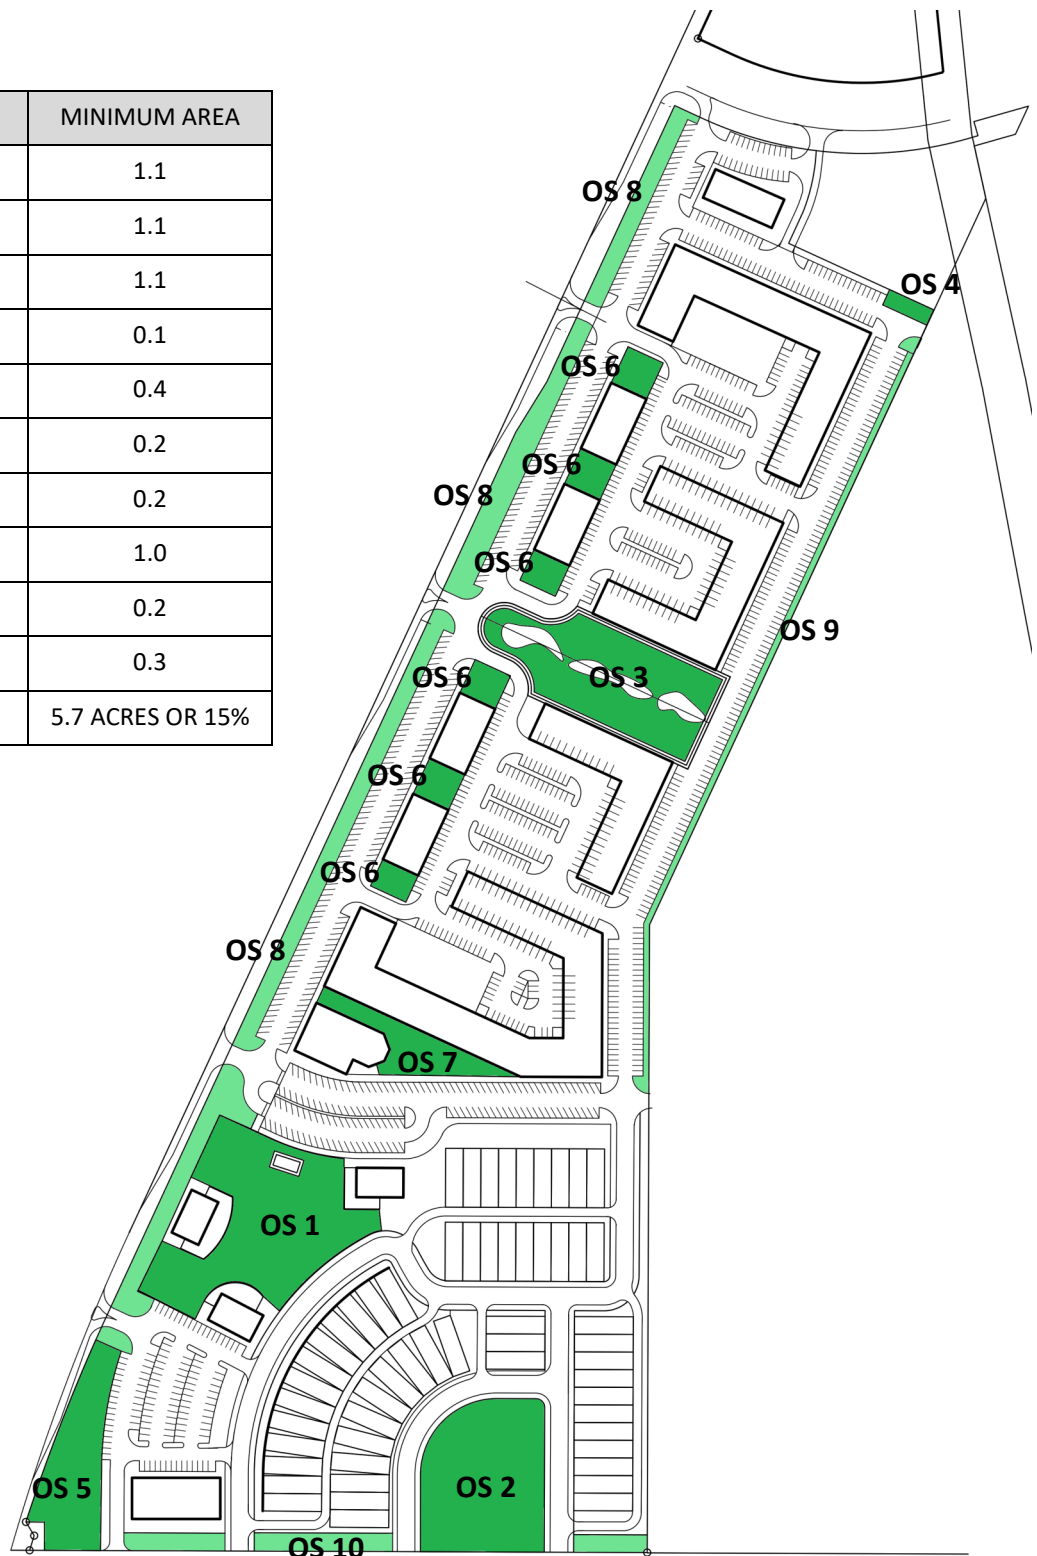 MINIMUM AREA
1.1
1.1
1.1
0.1
0.4
0.2
0.2
1.0
0.2
0.3
5.7 ACRES OR 15%
OS 8
OS 4
OS 6
OS 6
OS 8
OS 6
OS 9
OS 3
OS 6
OS 6
OS 6
OS 8
OS 7
OS 1
OS 2
OS 5
OS 10